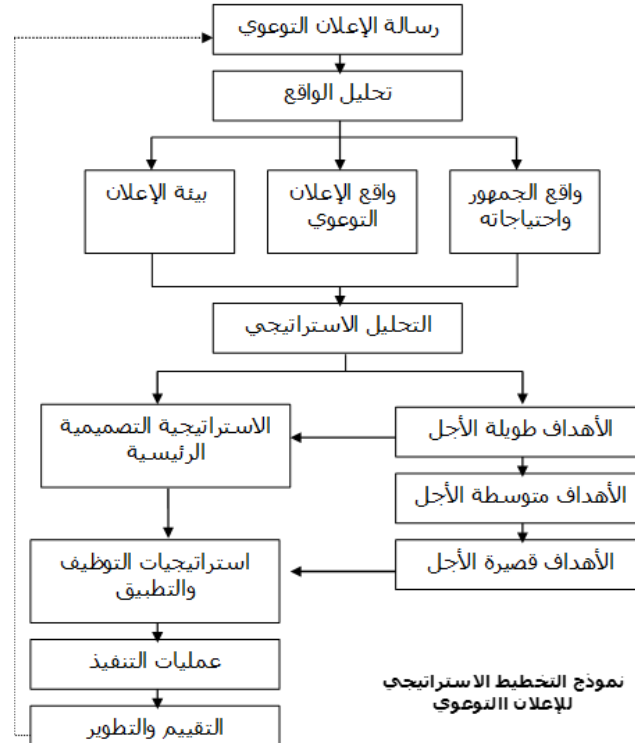 رسالة الإعلان التوعوي
تحليل الواقع
واقع الجمهور
واحتياجاته
واقع الإعلان
التوعوي
بيئة الإعلان
التحليل الاستراتيجي
الأهداف طويلة الأجل
الاستراتيجية التصميمية
الرئيسية
الأهداف متوسطة الأجل
الأهداف قصيرة الأجل
استراتيجيات التوظيف
والتطبيق
عمليات التنفيذ
التقييم والتطوير
نموذج التخطيط الاستراتيجي
للإعلان االتوعوي